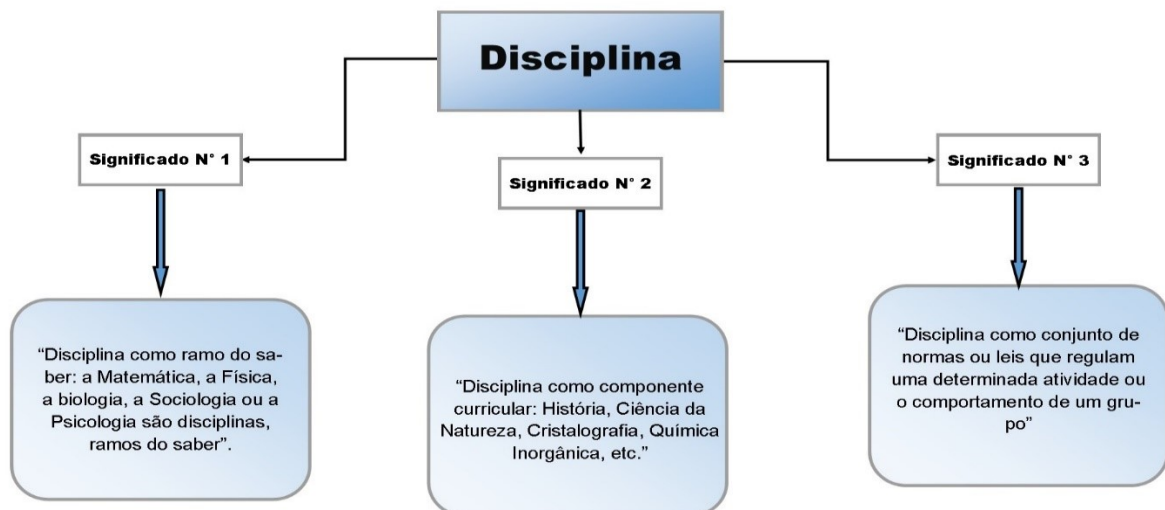 Disciplina
Significado N° 1
Significado N° 2
Significado N° 3
“Disciplina como ramo do sa-
ber: a Matemática, a Física,
a biologia, a Sociologia ou a
Psicologia são disciplinas,
ramos do saber”.
“Disciplina como componente
curricular: História, Ciência da
Natureza, Cristalografia, Química
Inorgânica, etc.”
“Disciplina como conjunto de
normas ou leis que regulam
uma determinada atividade ou
o comportamento de um gru-
po”